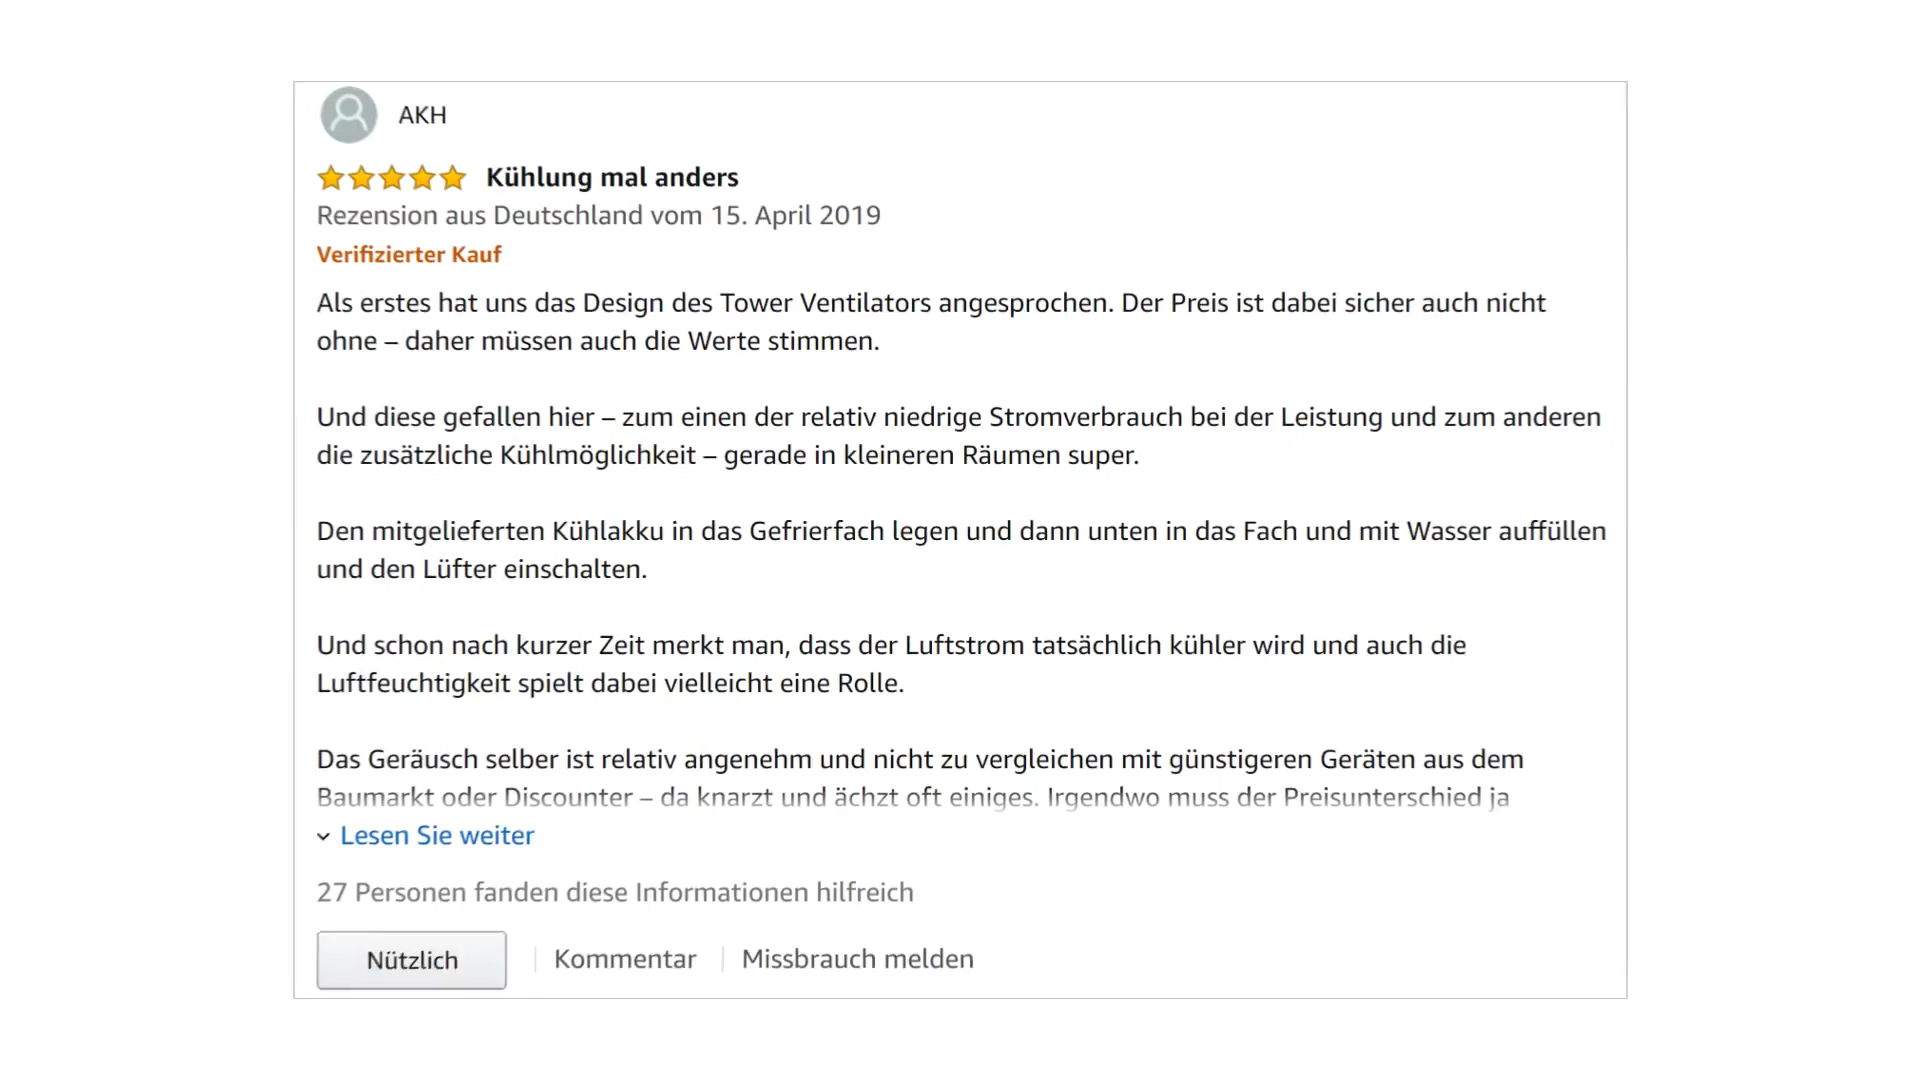 AKH
Kühlung mal anders
Rezension aus Deutschland vom 15. April 2019
Verifizierter Kauf
Als erstes hat uns das Design des Tower Ventilators angesprochen. Der Preis ist dabei sicher auch nicht
ohne – daher müssen auch die Werte stimmen.
Und diese gefallen hier – zum einen der relativ niedrige Stromverbrauch bei der Leistung und zum anderen
die zusätzliche Kühlmöglichkeit – gerade in kleineren Räumen super.
Den mitgelieferten Kühlakku in das Gefrierfach legen und dann unten in das Fach und mit Wasser auffüllen
und den Lüfter einschalten.
Und schon nach kurzer Zeit merkt man, dass der Luftstrom tatsächlich kühler wird und auch die
Luftfeuchtigkeit spielt dabei vielleicht eine Rolle.
Das Geräusch selber ist relativ angenehm und nicht zu vergleichen mit günstigeren Geräten aus dem
Baumarkt oder Discounter – da knarzt und ächzt oft einiges. Irgendwo muss der Preisunterschied ja
Lesen Sie weiter
27 Personen fanden diese Informationen hilfreich
Nützlich Kommentar Missbrauch melden